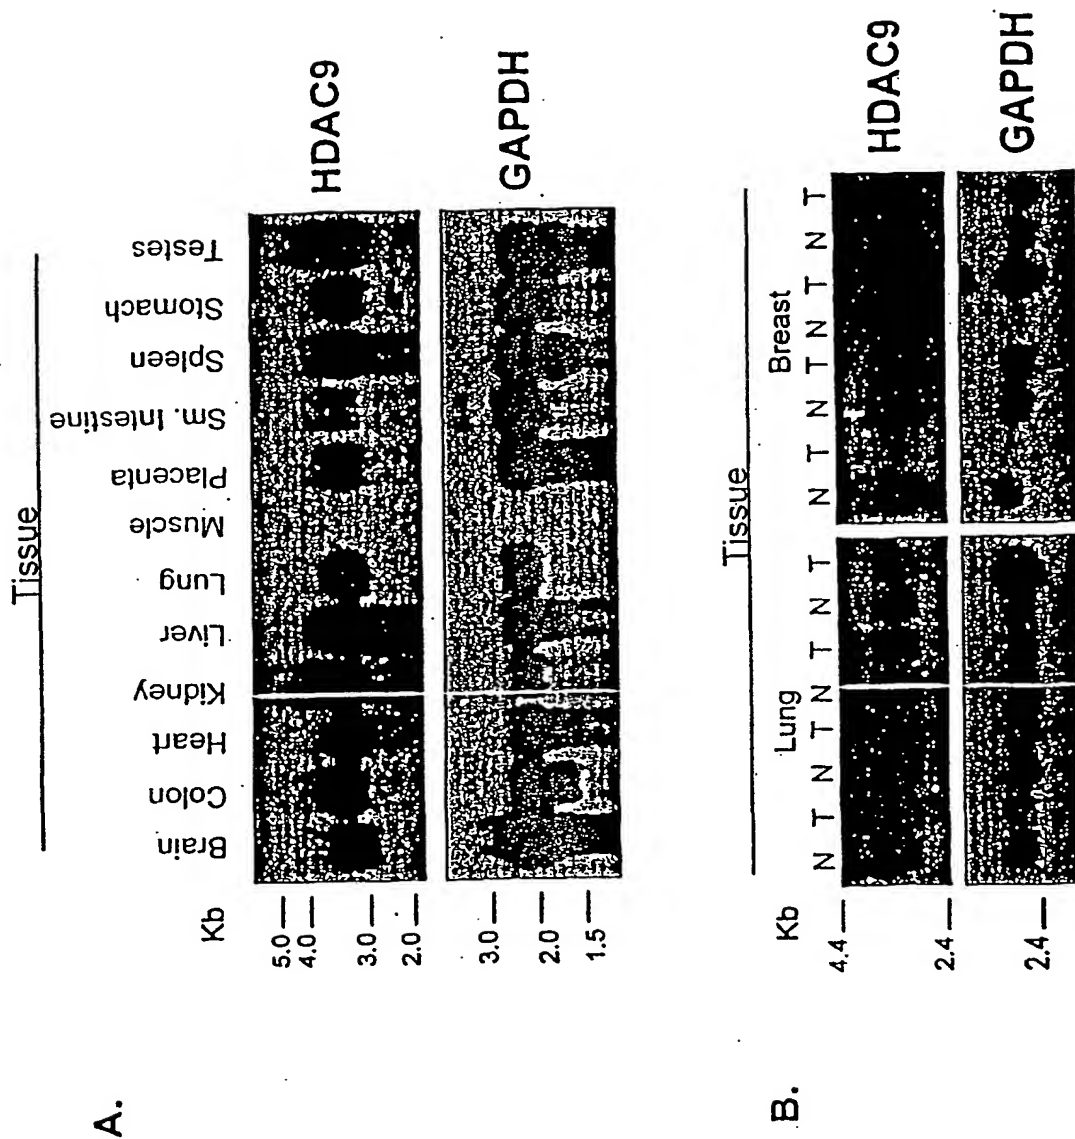 A.
Tissue
Brain Colon Heart Kidney Liver Lung Muscle Placenta Sm. Intestine Spleen Stomach Testes
Kb
5.0
4.0
3.0
2.0
HDAC9
3.0
2.0
1.5
GAPDH
B.
Tissue
Lung Breast
Kb
N T N T N T N T N T N T N T N T
4.4
2.4
HDAC9
2.4
GAPDH